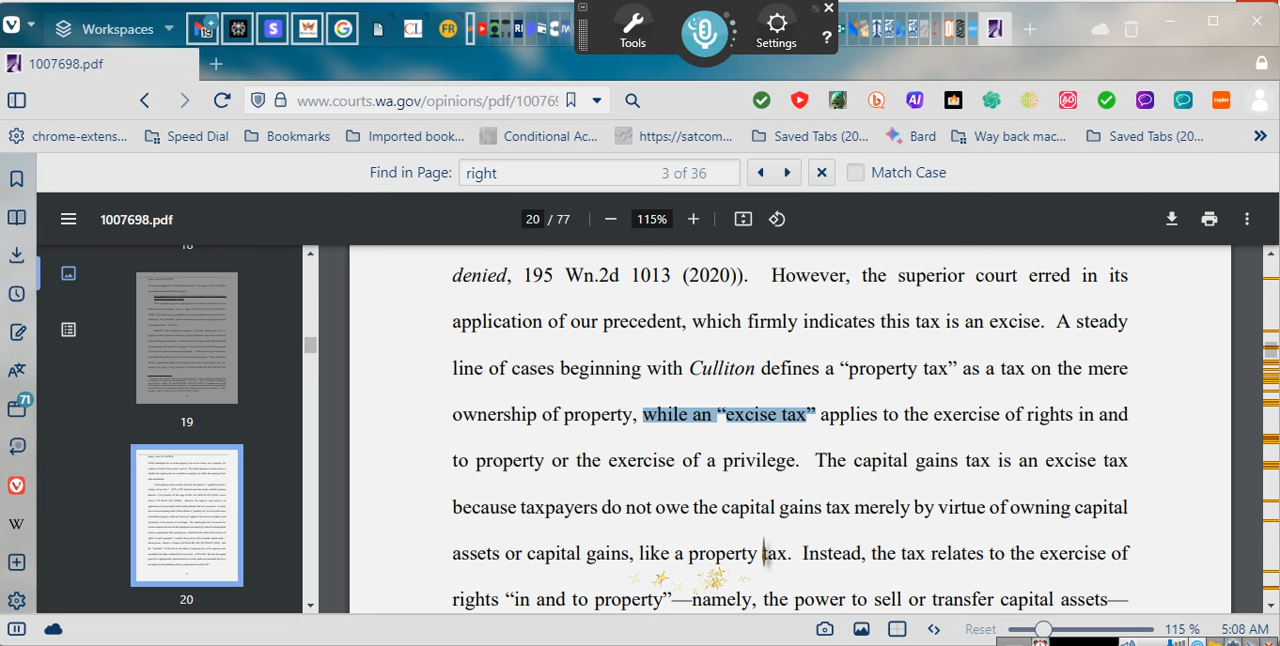 Workspaces
19
S
CL
FR
Tools
Settings
?
1007698.pdf
www.courts.wa.gov/opinions/pdf/10076
AI
chrome-extens...
Speed Dial
Bookmarks
Imported book...
Conditional Ac...
https://satcom...
Saved Tabs (20...
Bard
Way back mac...
Saved Tabs (20...
Find in Page:
right
3 of 36
Match Case
1007698.pdf
20 / 77
115%
18
19
20
71
W
denied, 195 Wn.2d 1013 (2020)). However, the superior court erred in its
application of our precedent, which firmly indicates this tax is an excise. A steady
line of cases beginning with Culliton defines a “property tax” as a tax on the mere
ownership of property, while an “excise tax” applies to the exercise of rights in and
to property or the exercise of a privilege. The capital gains tax is an excise tax
because taxpayers do not owe the capital gains tax merely by virtue of owning capital
assets or capital gains, like a property tax. Instead, the tax relates to the exercise of
rights “in and to property”—namely, the power to sell or transfer capital assets—
Reset
115 %
5:08 AM